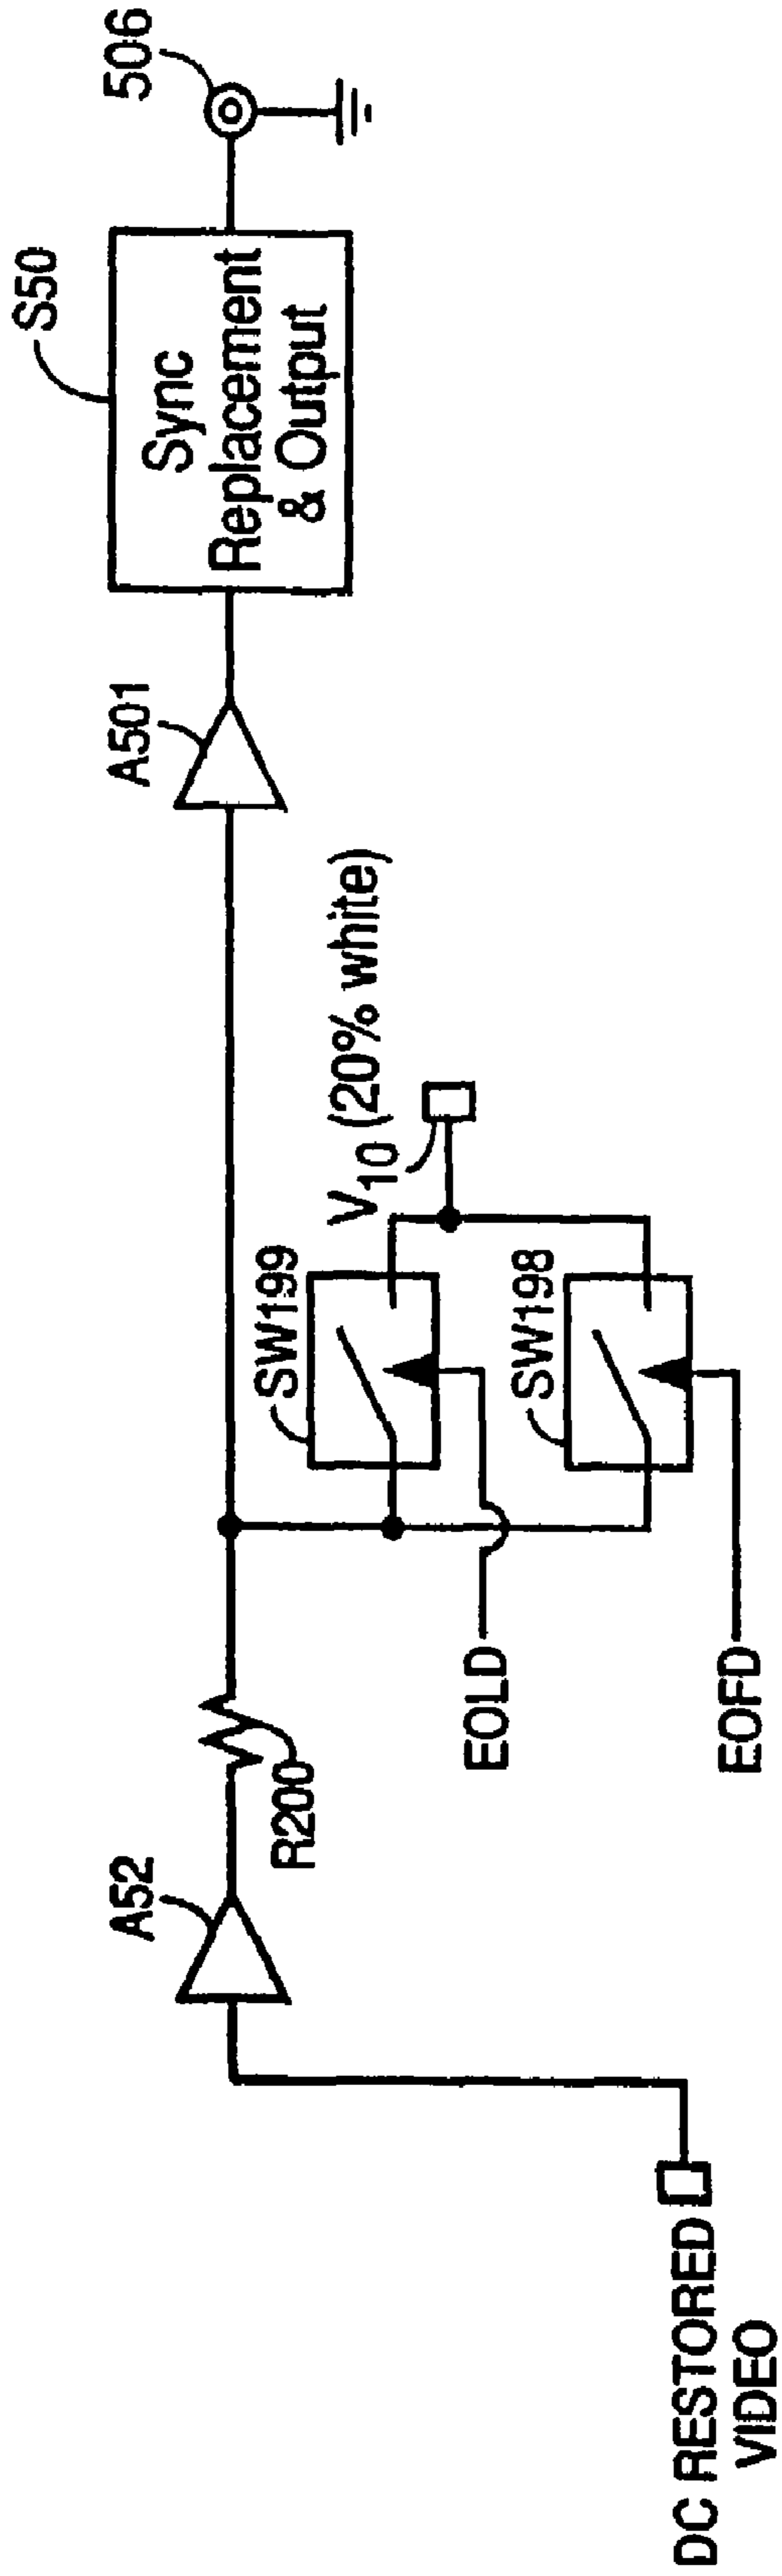 DC RESTORED
VIDEO
A52
R200
EOLD
EOFD
SW199
SW198
V10 (20% white)
A501
S50
Sync
Replacement
& Output
506